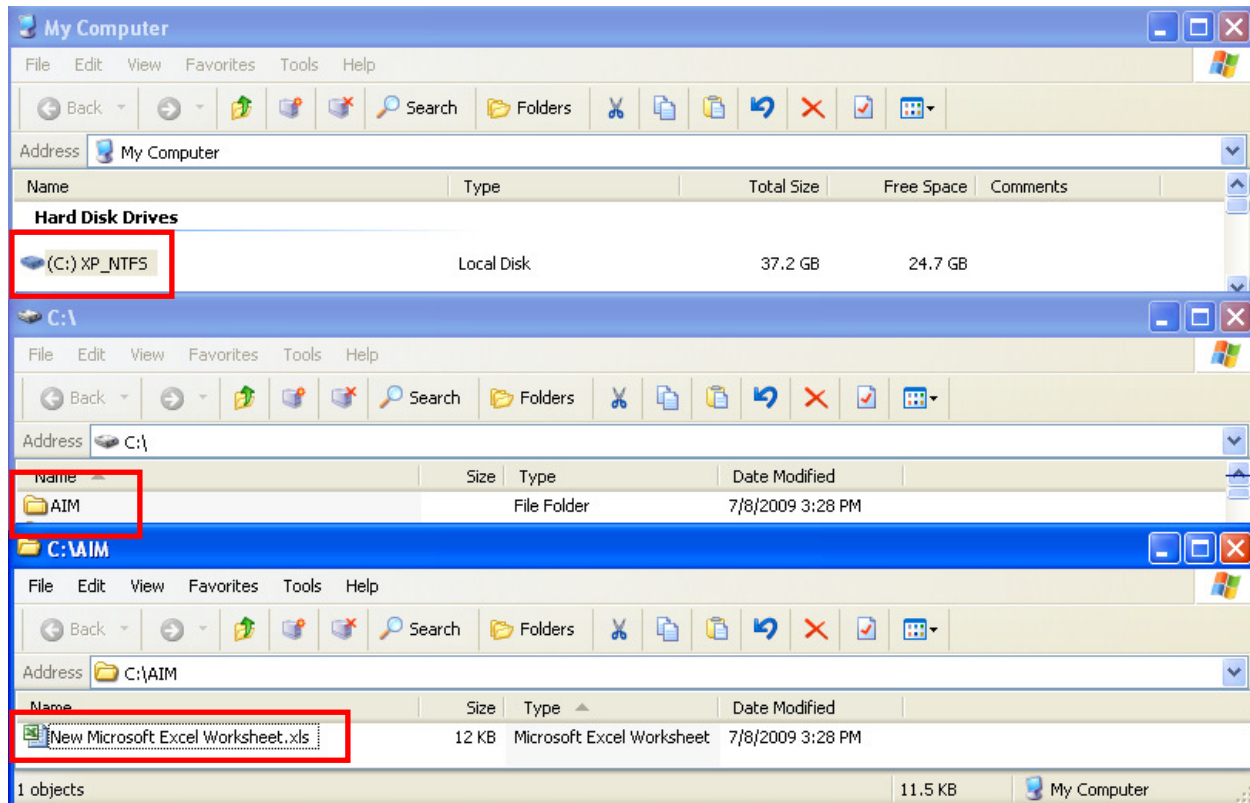 My Computer
File Edit View Favorites Tools Help
Back Search Folders
Address My Computer
Name Type Total Size Free Space Comments
Hard Disk Drives
(C:) XP_NTFS Local Disk 37.2 GB 24.7 GB
C:\
File Edit View Favorites Tools Help
Back Search Folders
Address C:\
Name Size Type Date Modified
AIM File Folder 7/8/2009 3:28 PM
C:\AIM
File Edit View Favorites Tools Help
Back Search Folders
Address C:\AIM
Name Size Type Date Modified
New Microsoft Excel Worksheet.xls 12 KB Microsoft Excel Worksheet 7/8/2009 3:28 PM
1 objects 11.5 KB My Computer